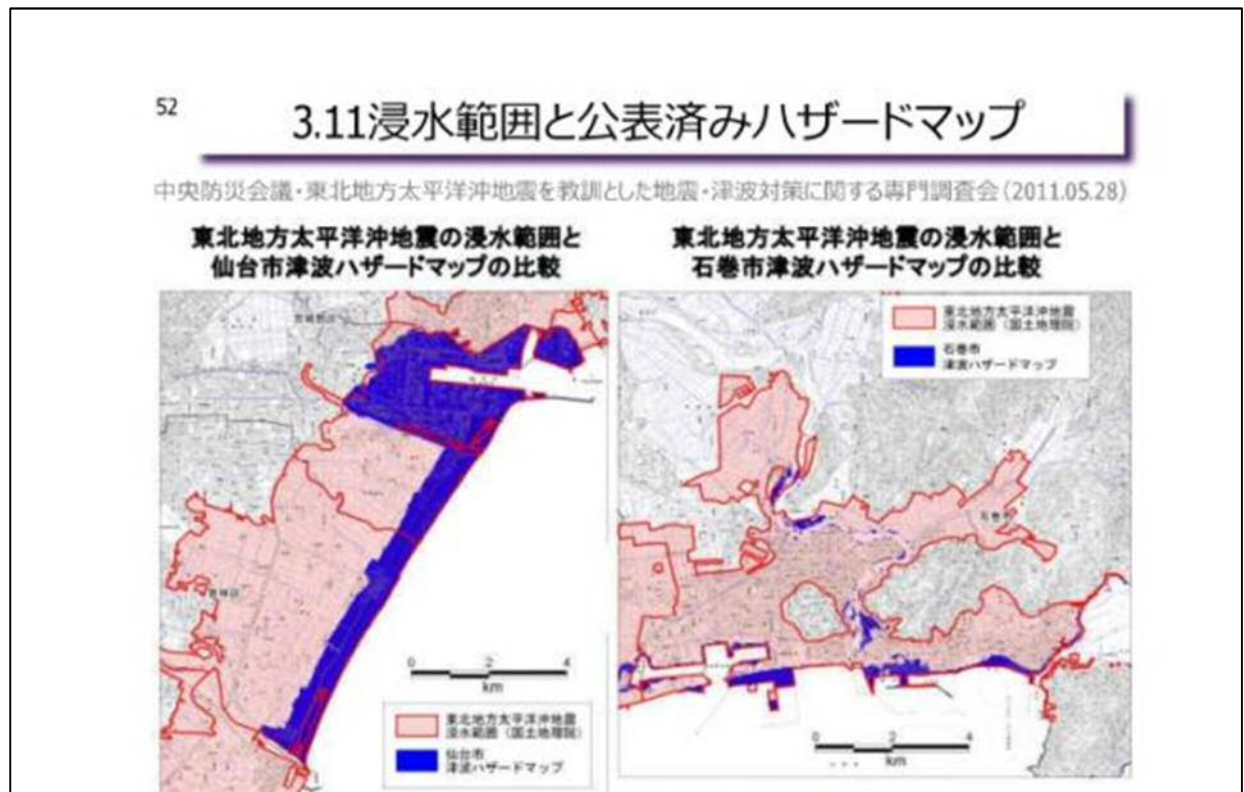 52
3.11浸水範囲と公表済みハザードマップ
中央防災会議・東北地方太平洋沖地震を教訓とした地震・津波対策に関する専門調査会(2011.05.28)
東北地方太平洋沖地震の浸水範囲と
仙台市津波ハザードマップの比較
東北地方太平洋沖地震の浸水範囲と
石巻市津波ハザードマップの比較
東北地方太平洋沖地震
浸水範囲(国土地理院)
石巻市
津波ハザードマップ
石巻市
0 2 4
km
東北地方太平洋沖地震
浸水範囲(国土地理院)
仙台市
津波ハザードマップ
0 2 4
km